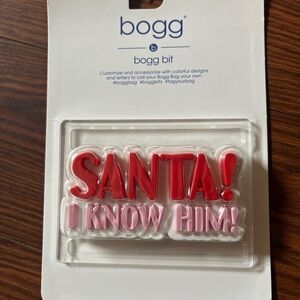 bogg
b
bogg bit
Customize and accessorize with colorful designs
and letters to call your Bogg Bag your own
#boggbag #boggbits #tagyourbag
SANTA!
I KNOW HIM!